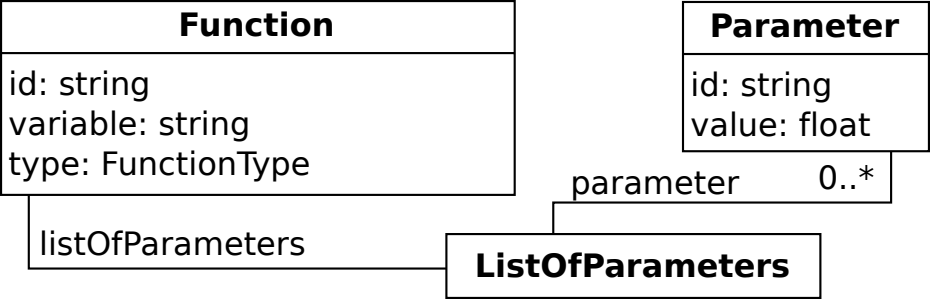 Function
id: string
variable: string
type: FunctionType
Parameter
id: string
value: float
parameter
0..*
listOfParameters
ListOfParameters